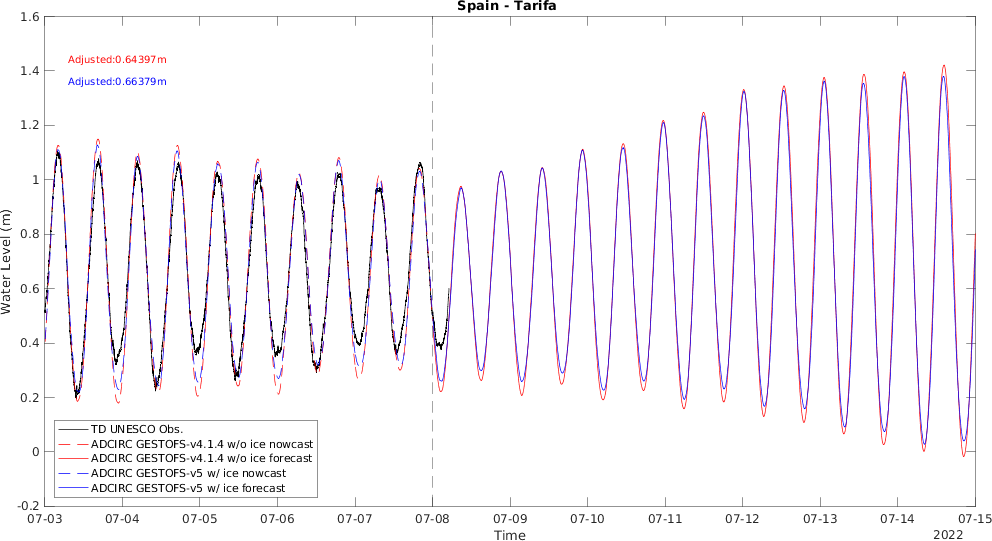 Spain - Tarifa
1.6
1.4
1.2
1
0.8
0.6
0.4
0.2
0
-0.2
Water Level (m)
Adjusted:0.64397m
Adjusted:0.66379m
TD UNESCO Obs.
ADCIRC GESTOFS-v4.1.4 w/o ice nowcast
ADCIRC GESTOFS-v4.1.4 w/o ice forecast
ADCIRC GESTOFS-v5 w/ ice nowcast
ADCIRC GESTOFS-v5 w/ ice forecast
07-03 07-04 07-05 07-06 07-07 07-08 07-09 07-10 07-11 07-12 07-13 07-14 07-15
Time
2022